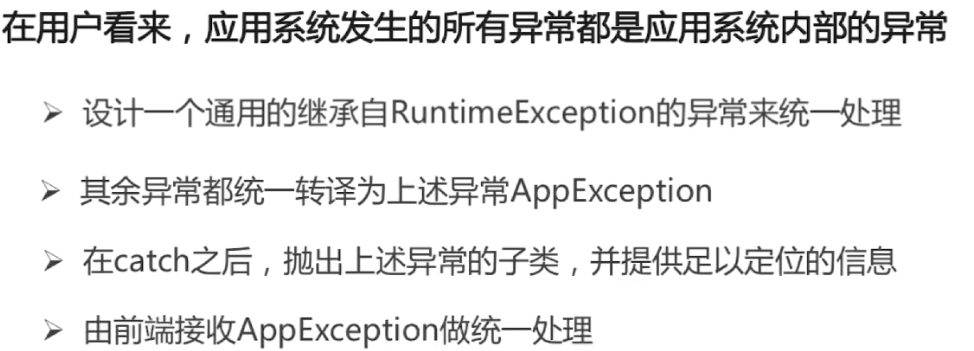 在用户看来，应用系统发生的所有异常都是应用系统内部的异常
➢ 设计一个通用的继承自RuntimeException的异常来统一处理
➢ 其余异常都统一转译为上述异常AppException
➢ 在catch之后，抛出上述异常的子类，并提供足以定位的信息
➢ 由前端接收AppException做统一处理